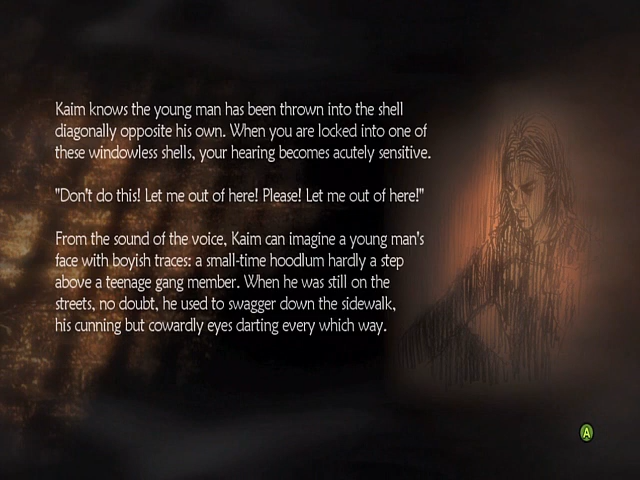 Kaim knows the young man has been thrown into the shell
diagonally opposite his own. When you are locked into one of
these windowless shells, your hearing becomes acutely sensitive.
"Don't do this! Let me out of here! Please! Let me out of here!"
From the sound of the voice, Kaim can imagine a young man's
face with boyish traces: a small-time hoodlum hardly a step
above a teenage gang member. When he was still on the
streets, no doubt, he used to swagger down the sidewalk,
his cunning but cowardly eyes darting every which way.
A